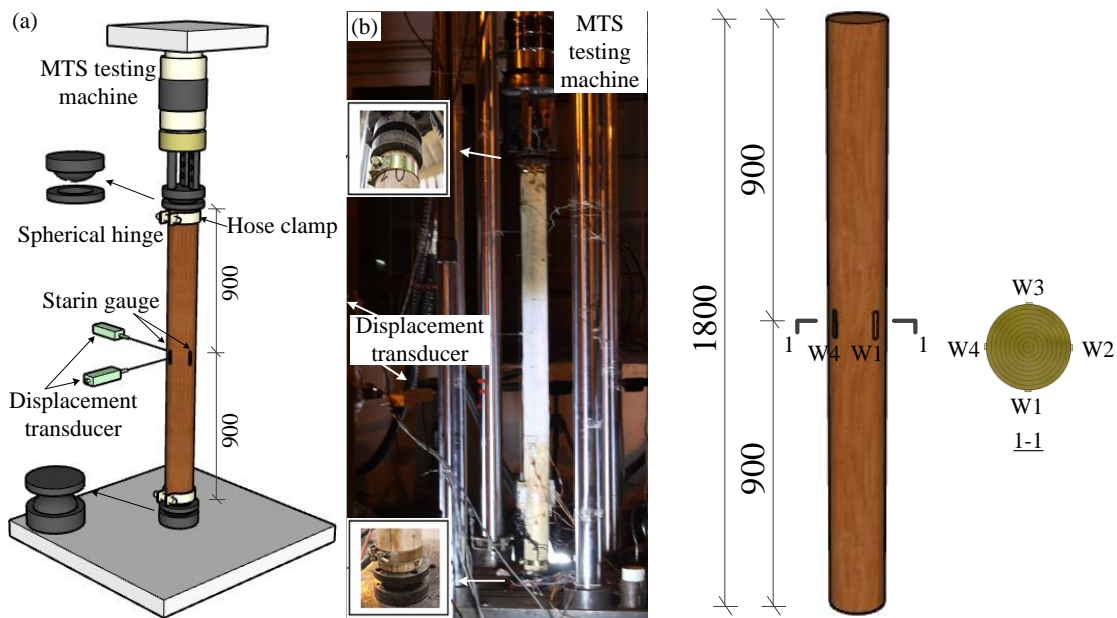 (a)
MTS testing
machine
Spherical hinge
Hose clamp
900
Starin gauge
Displacement
transducer
900
(b)
MTS
testing
machine
Displacement
transducer
1800
900
900
1
W4
W1
1
W3
W4
W2
W1
1-1